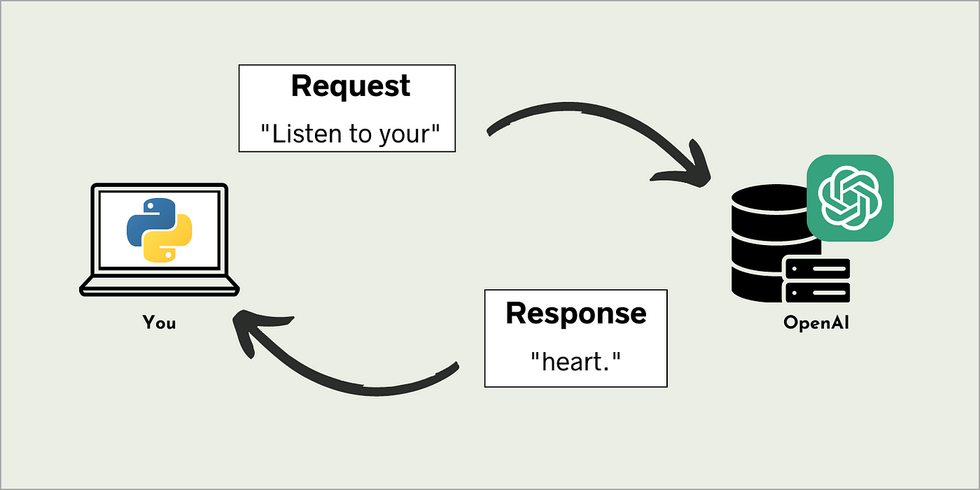 Request
"Listen to your"
You
OpenAI
Response
"heart."